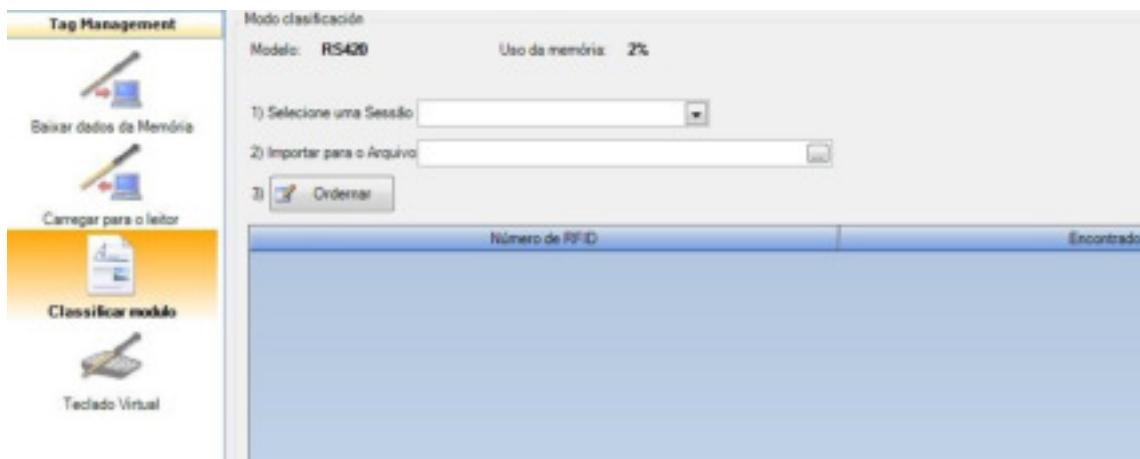 Tag Management
Baixar dados da Memória
Carregar para o leitor
Classificar modulo
Teclado Virtual
Modo clasificación
Modelo: RS420 Uso da memória: 2%
1) Selecione uma Sessão
2) Importar para o Arquivo
3) Ordernar
Número de RFID Encontrado